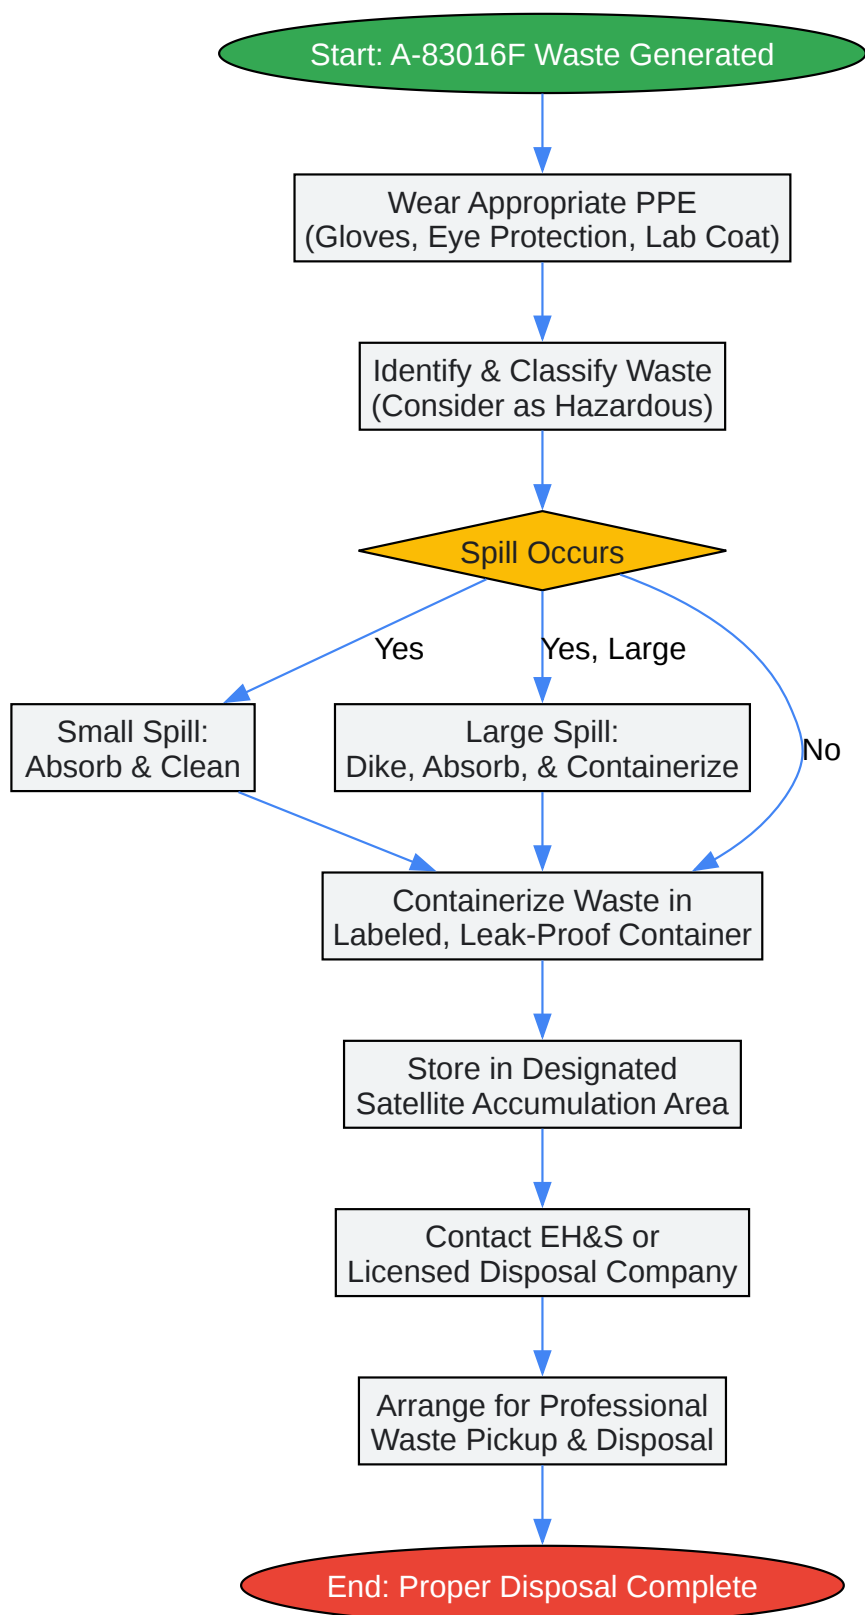 Start: A-83016F Waste Generated
Wear Appropriate PPE
(Gloves, Eye Protection, Lab Coat)
Identify & Classify Waste
(Consider as Hazardous)
Spill Occurs
Yes
Yes, Large
Small Spill:
Absorb & Clean
Large Spill:
Dike, Absorb, & Containerize
No
Containerize Waste in
Labeled, Leak-Proof Container
Store in Designated
Satellite Accumulation Area
Contact EH&S or
Licensed Disposal Company
Arrange for Professional
Waste Pickup & Disposal
End: Proper Disposal Complete